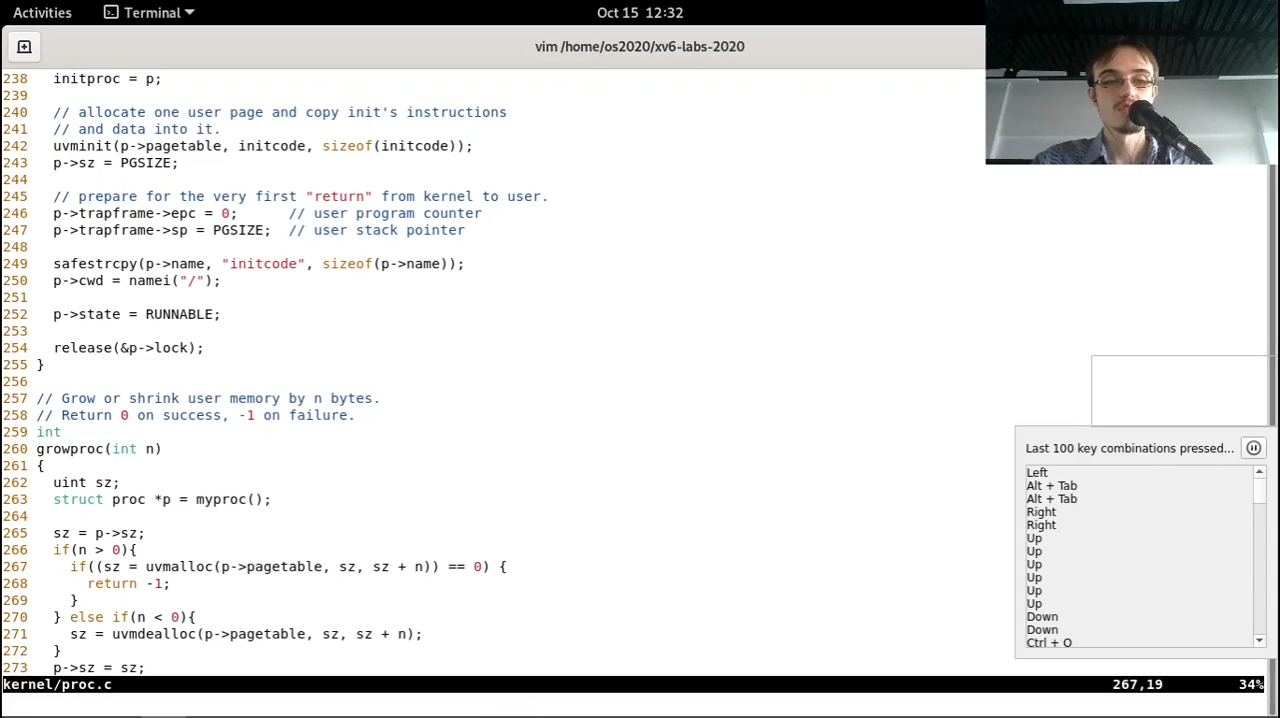 Activities
Terminal
Oct 15 12:32
vim /home/os2020/xv6-labs-2020
238 initproc = p;
239
240 // allocate one user page and copy init's instructions
241 // and data into it.
242 uvminit(p->pagetable, initcode, sizeof(initcode));
243 p->sz = PGSIZE;
244
245 // prepare for the very first "return" from kernel to user.
246 p->trapframe->epc = 0; // user program counter
247 p->trapframe->sp = PGSIZE; // user stack pointer
248
249 safestrcpy(p->name, "initcode", sizeof(p->name));
250 p->cwd = namei("/");
251
252 p->state = RUNNABLE;
253
254 release(&p->lock);
255 }
256
257 // Grow or shrink user memory by n bytes.
258 // Return 0 on success, -1 on failure.
259 int
260 growproc(int n)
261 {
262 uint sz;
263 struct proc *p = myproc();
264
265 sz = p->sz;
266 if(n > 0){
267 if((sz = uvmalloc(p->pagetable, sz, sz + n)) == 0) {
268 return -1;
269 }
270 } else if(n < 0){
271 sz = uvmdealloc(p->pagetable, sz, sz + n);
272 }
273 p->sz = sz;
kernel/proc.c 267,19 34%
Last 100 key combinations pressed...
Left
Alt + Tab
Alt + Tab
Right
Right
Up
Up
Up
Up
Up
Up
Down
Down
Ctrl + O